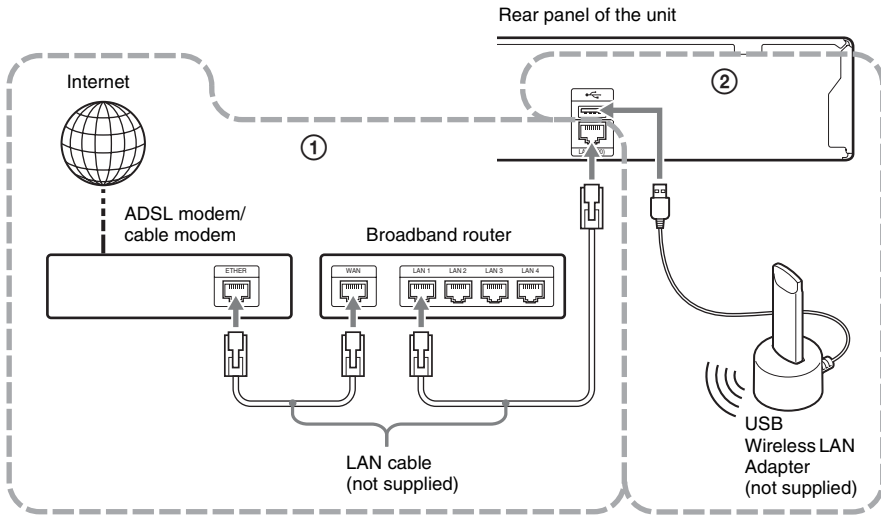 Rear panel of the unit
Internet
①
②
ADSL modem/
cable modem
Broadband router
ETHER
WAN
LAN 1
LAN 2
LAN 3
LAN 4
LAN cable
(not supplied)
USB
Wireless LAN
Adapter
(not supplied)